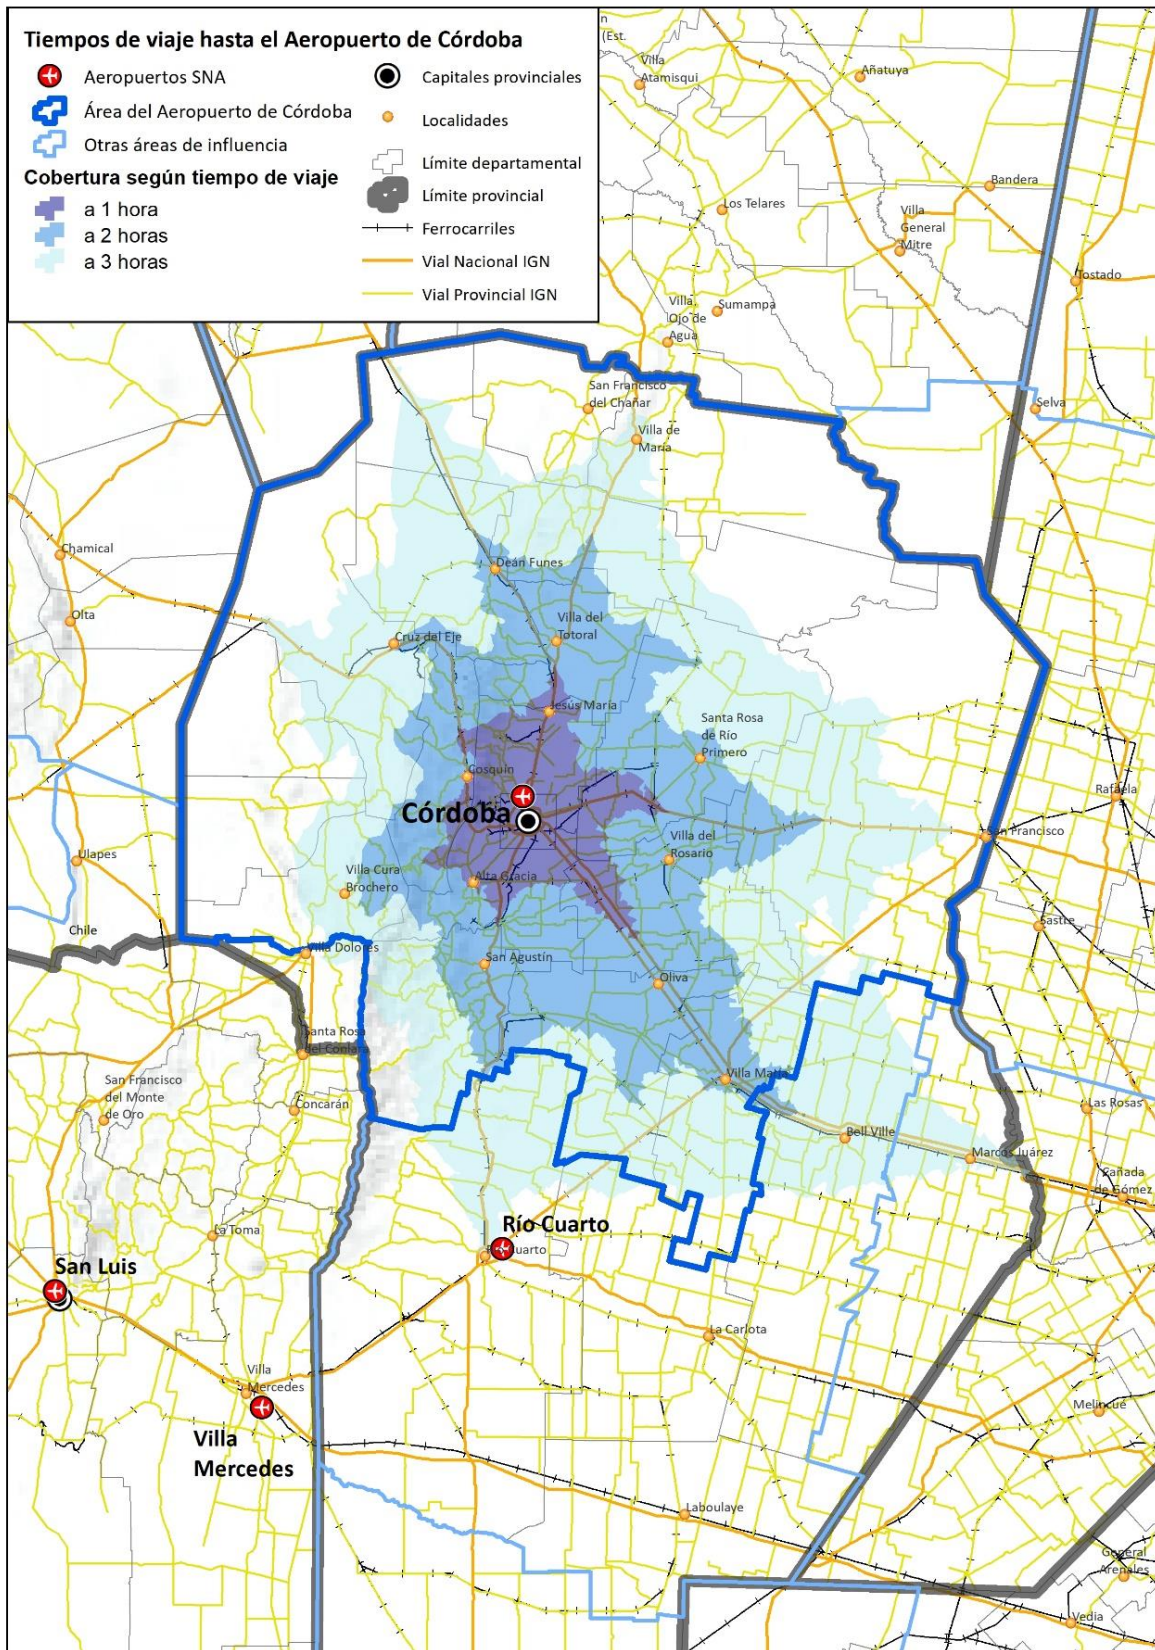 Tiempos de viaje hasta el Aeropuerto de Córdoba
Aeropuertos SNA
Área del Aeropuerto de Córdoba
Otras áreas de influencia
Cobertura según tiempo de viaje
a 1 hora
a 2 horas
a 3 horas
Capitales provinciales
Localidades
Límite departamental
Límite provincial
Ferrocarriles
Vial Nacional IGN
Vial Provincial IGN
n
(Est.
Villa
Atamisqui
Añatuya
Bandera
Los Telares
Villa
General
Mitre
Tostado
Villa
Ojo de
Agua
Sumampa
San Francisco
del Chañar
Selva
Villa de
María
Chamical
Deán Funes
Olta
Cruz del Eje
Villa del
Totoral
Jesús María
Santa Rosa
de Río
Primero
Cosquín
Rafaela
Córdoba
San Francisco
Ulapes
Villa del
Rosario
Villa Cura
Brochero
Alta Gracia
Sastre
Chile
Villa Dolores
San Agustín
Oliva
Santa Rosa
del Conlara
Villa María
San Francisco
del Monte
de Oro
Concarán
Las Rosas
Bell Ville
Marcos Juárez
Cañada
de Gómez
La Toma
Río Cuarto
Río Cuarto
San Luis
La Carlota
Villa
Mercedes
Melincué
Villa
Mercedes
Laboulaye
General
Arenales
Vedia